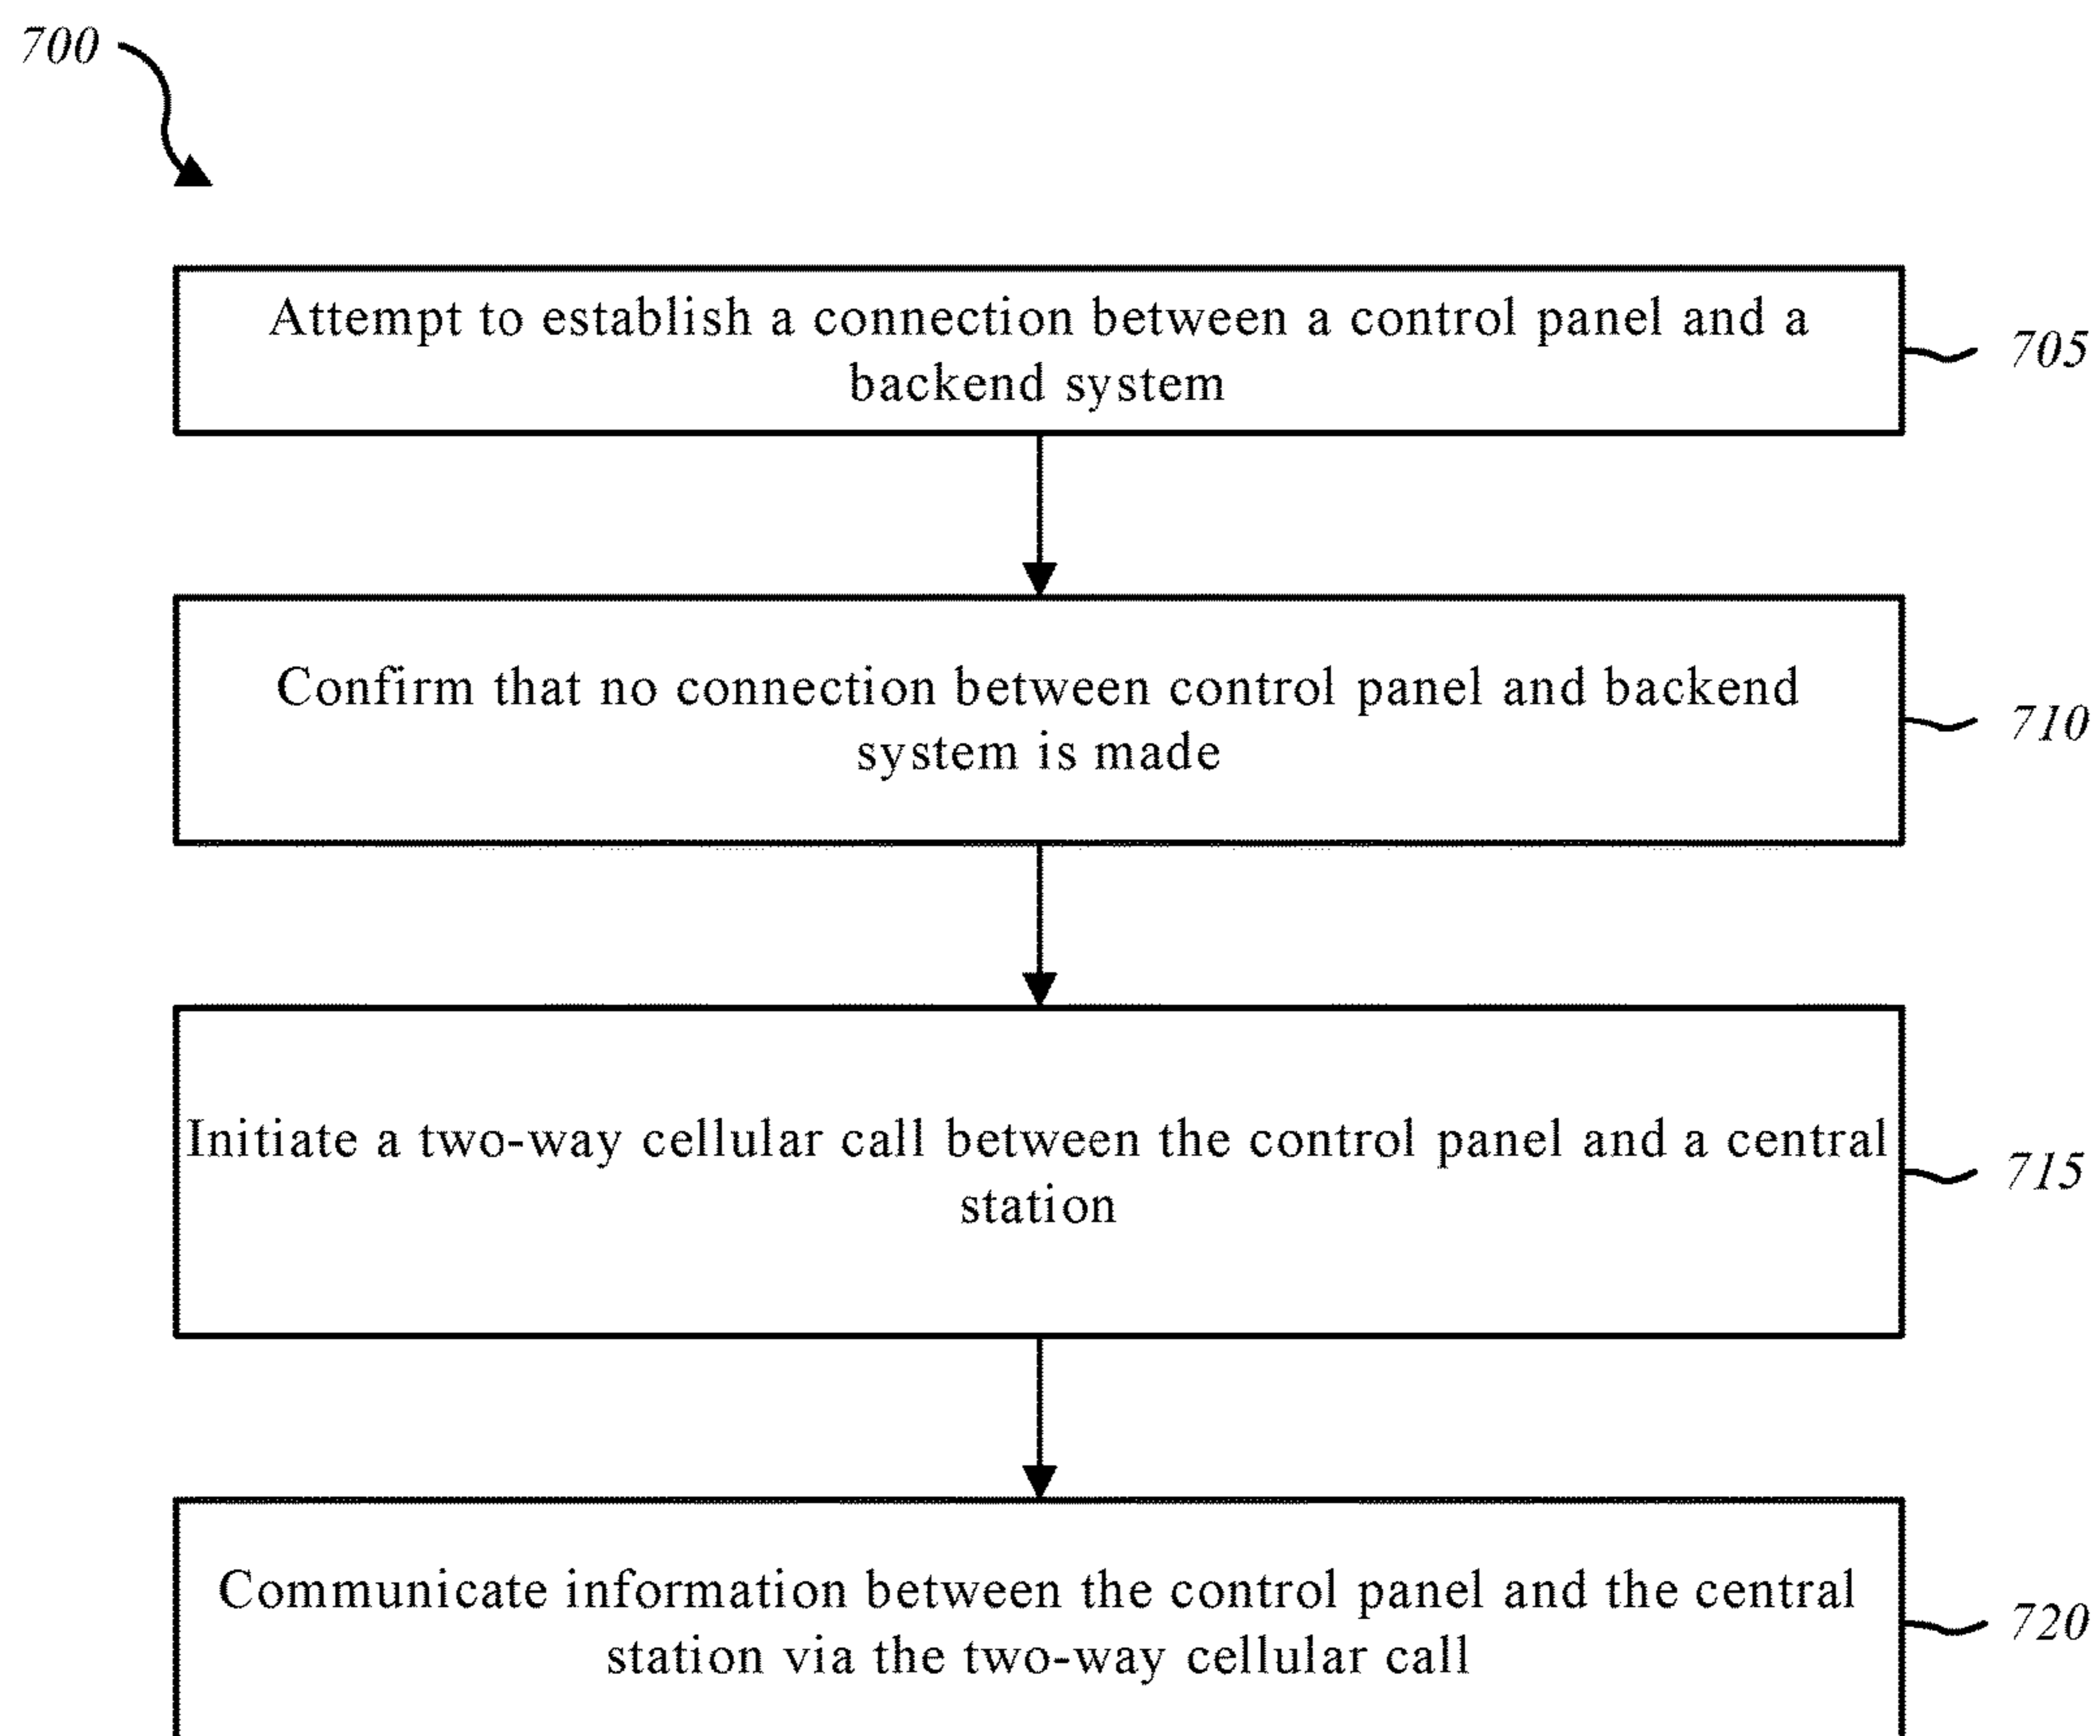 700
Attempt to establish a connection between a control panel and a
backend system
705
Confirm that no connection between control panel and backend
system is made
710
Initiate a two-way cellular call between the control panel and a central
station
715
Communicate information between the control panel and the central
station via the two-way cellular call
720